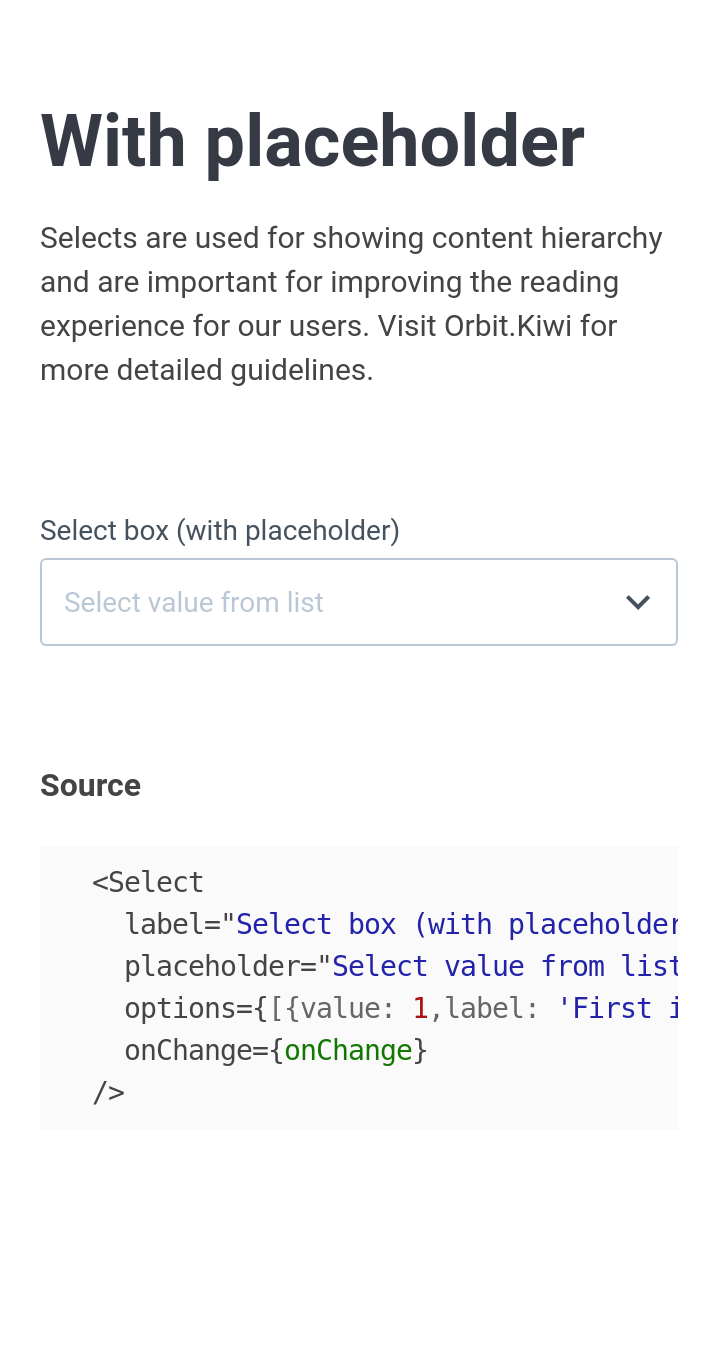 With placeholder
Selects are used for showing content hierarchy
and are important for improving the reading
experience for our users. Visit Orbit.Kiwi for
more detailed guidelines.
Select box (with placeholder)
Select value from list
Source
<Select
label="Select box (with placeholder
placeholder="Select value from list
options={[{value: 1,label: 'First i
onChange={onChange}
/>